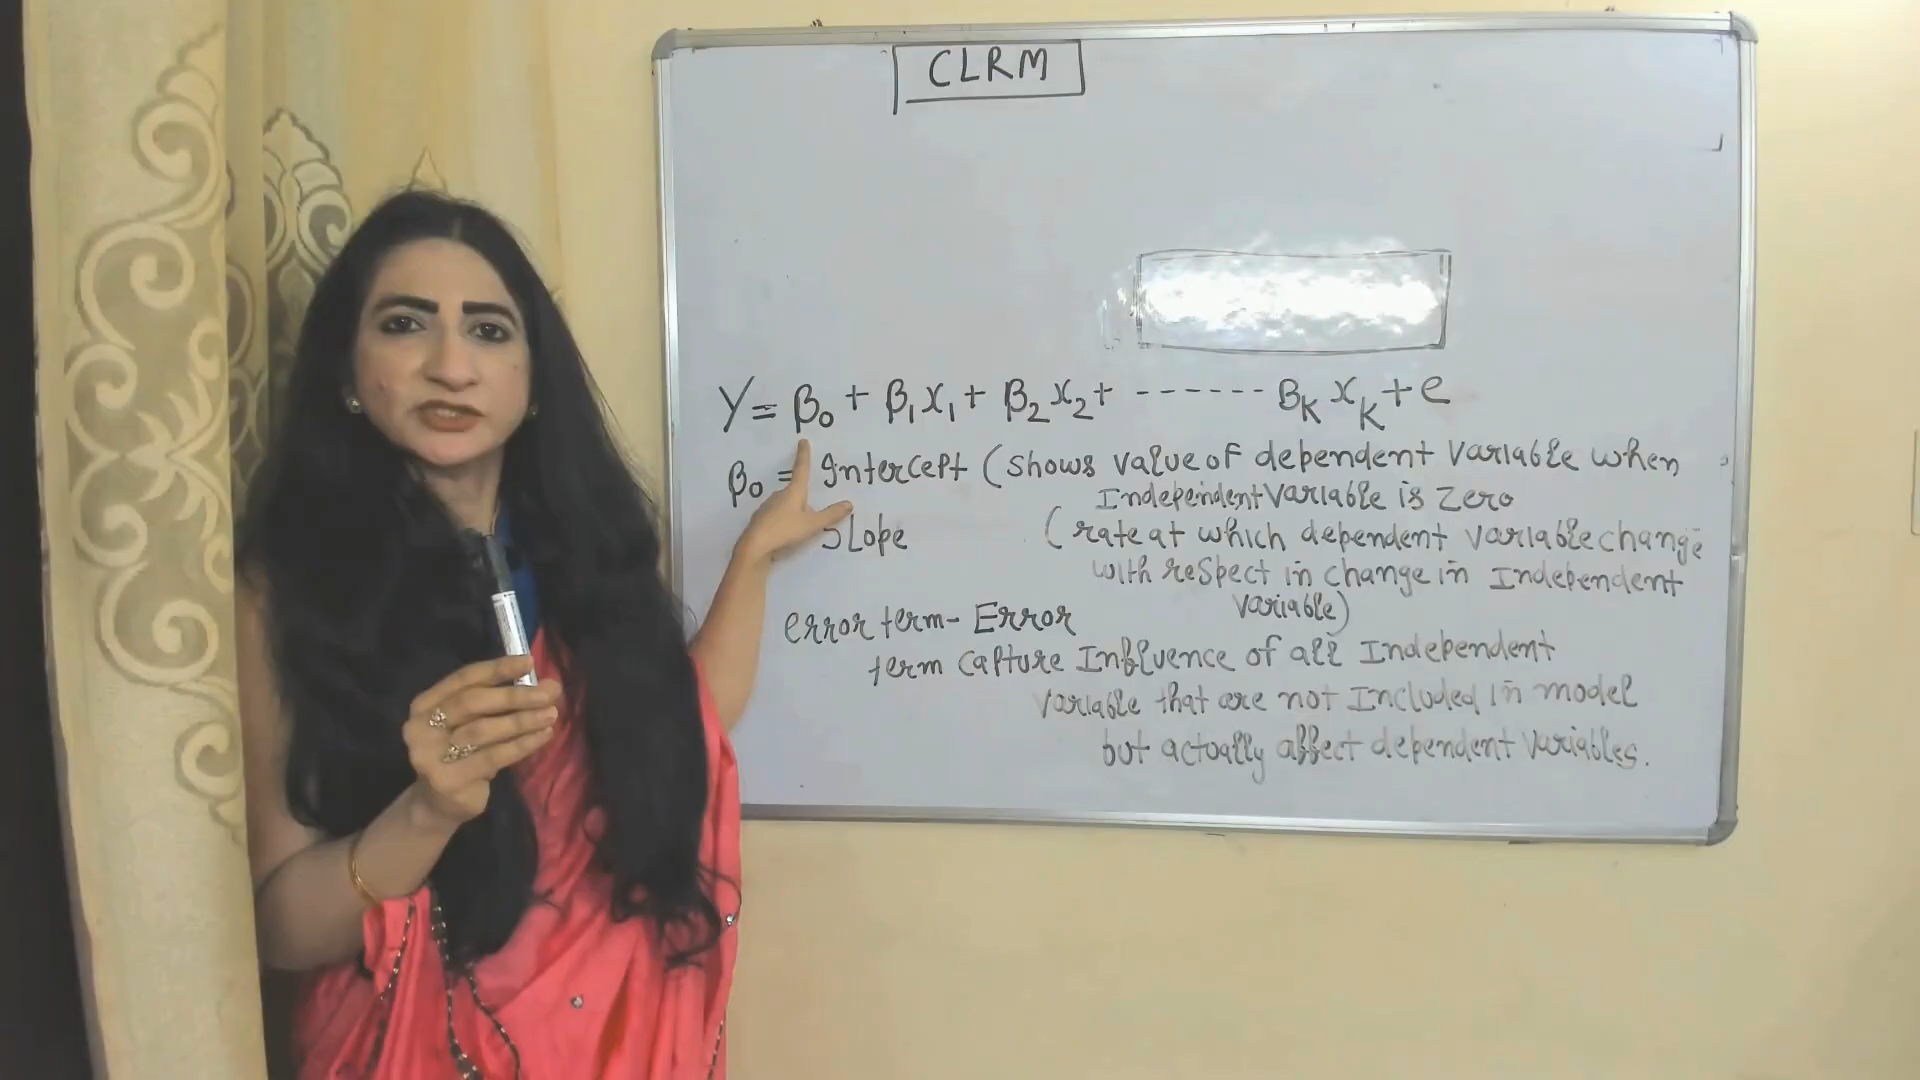 CLRM
Y = β₀ + β₁x₁ + β₂x₂ + ------- βₖxₖ + e
β₀ = Intercept (shows value of dependent variable when
Independent variable is zero
Slope (rate at which dependent variable change
with respect in change in Independent
variable)
error term - Error
term capture Influence of all Independent
variable that are not Included in model
but actually affect dependent variables.